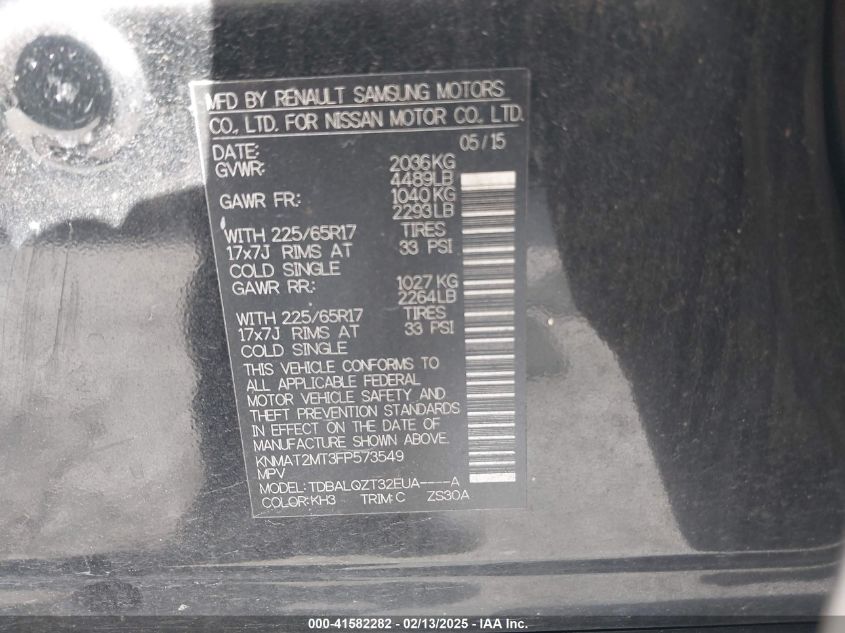 MFD BY RENAULT SAMSUNG MOTORS
CO., LTD. FOR NISSAN MOTOR CO., LTD.
DATE: 05/15
GVWR: 2036KG
4489LB
GAWR FR: 1040KG
2293LB
WITH 225/65R17 TIRES
17x7J RIMS AT 33 PSI
COLD SINGLE
GAWR RR: 1027KG
2264LB
WITH 225/65R17 TIRES
17x7J RIMS AT 33 PSI
COLD SINGLE
THIS VEHICLE CONFORMS TO
ALL APPLICABLE FEDERAL
MOTOR VEHICLE SAFETY AND
THEFT PREVENTION STANDARDS
IN EFFECT ON THE DATE OF
MANUFACTURE SHOWN ABOVE.
KNMAT2MT3FP573549
MPV
MODEL: TDBALQZT32EUA----A
COLOR: KH3 TRIM: C ZS30A
000-41582282 - 02/13/2025 - IAA Inc.